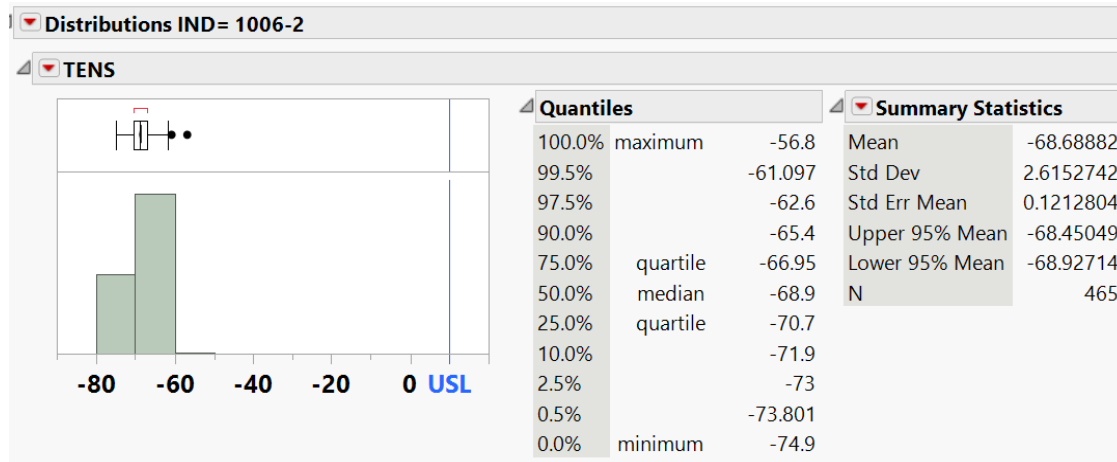 Distributions IND= 1006-2
TENS
-80 -60 -40 -20 0 USL
Quantiles
100.0% maximum -56.8
99.5% -61.097
97.5% -62.6
90.0% -65.4
75.0% quartile -66.95
50.0% median -68.9
25.0% quartile -70.7
10.0% -71.9
2.5% -73
0.5% -73.801
0.0% minimum -74.9
Summary Statistics
Mean -68.68882
Std Dev 2.6152742
Std Err Mean 0.1212804
Upper 95% Mean -68.45049
Lower 95% Mean -68.92714
N 465